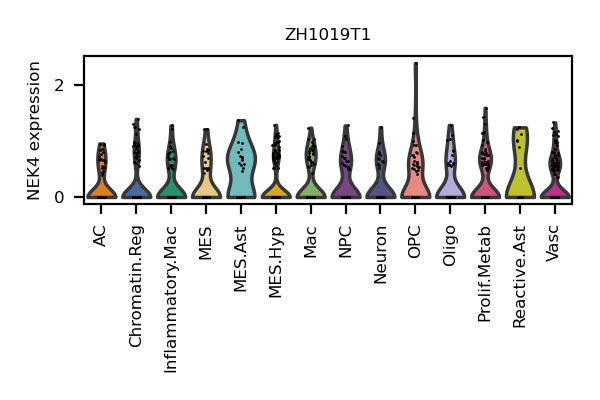 ZH1019T1
NEK4 expression
2
0
AC
Chromatin.Reg
Inflammatory.Mac
MES
MES.Ast
MES.Hyp
Mac
NPC
Neuron
OPC
Oligo
Prolif.Metab
Reactive.Ast
Vasc